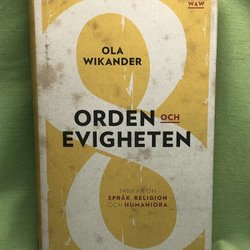 W&W
OLA
WIKANDER
ORDEN OCH
EVIGHETEN
TANKAR OM
SPRÅK RELIGION
OCH HUMANIORA